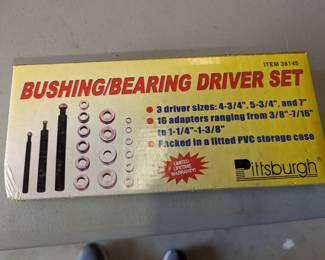 ITEM 38145
BUSHING/BEARING DRIVER SET
3 driver sizes: 4-3/4", 5-3/4", and 7"
16 adapters ranging from 3/8"-7/16"
to 1-1/4"-1-3/8"
Packed in a fitted PVC storage case
LIMITED
LIFETIME
WARRANTY!
Pittsburgh®